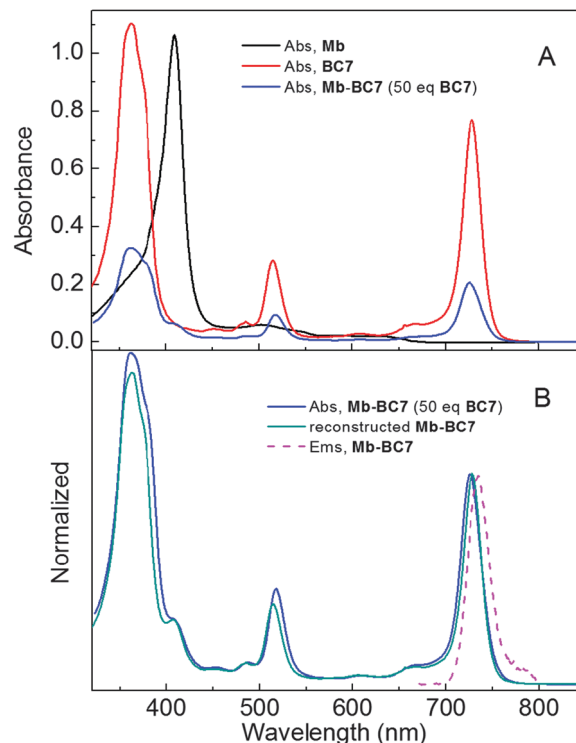 A
Abs, Mb
Abs, BC7
Abs, Mb-BC7 (50 eq BC7)
Absorbance
1.0
0.8
0.6
0.4
0.2
0.0
B
Abs, Mb-BC7 (50 eq BC7)
reconstructed Mb-BC7
Ems, Mb-BC7
Normalized
400 500 600 700 800
Wavelength (nm)